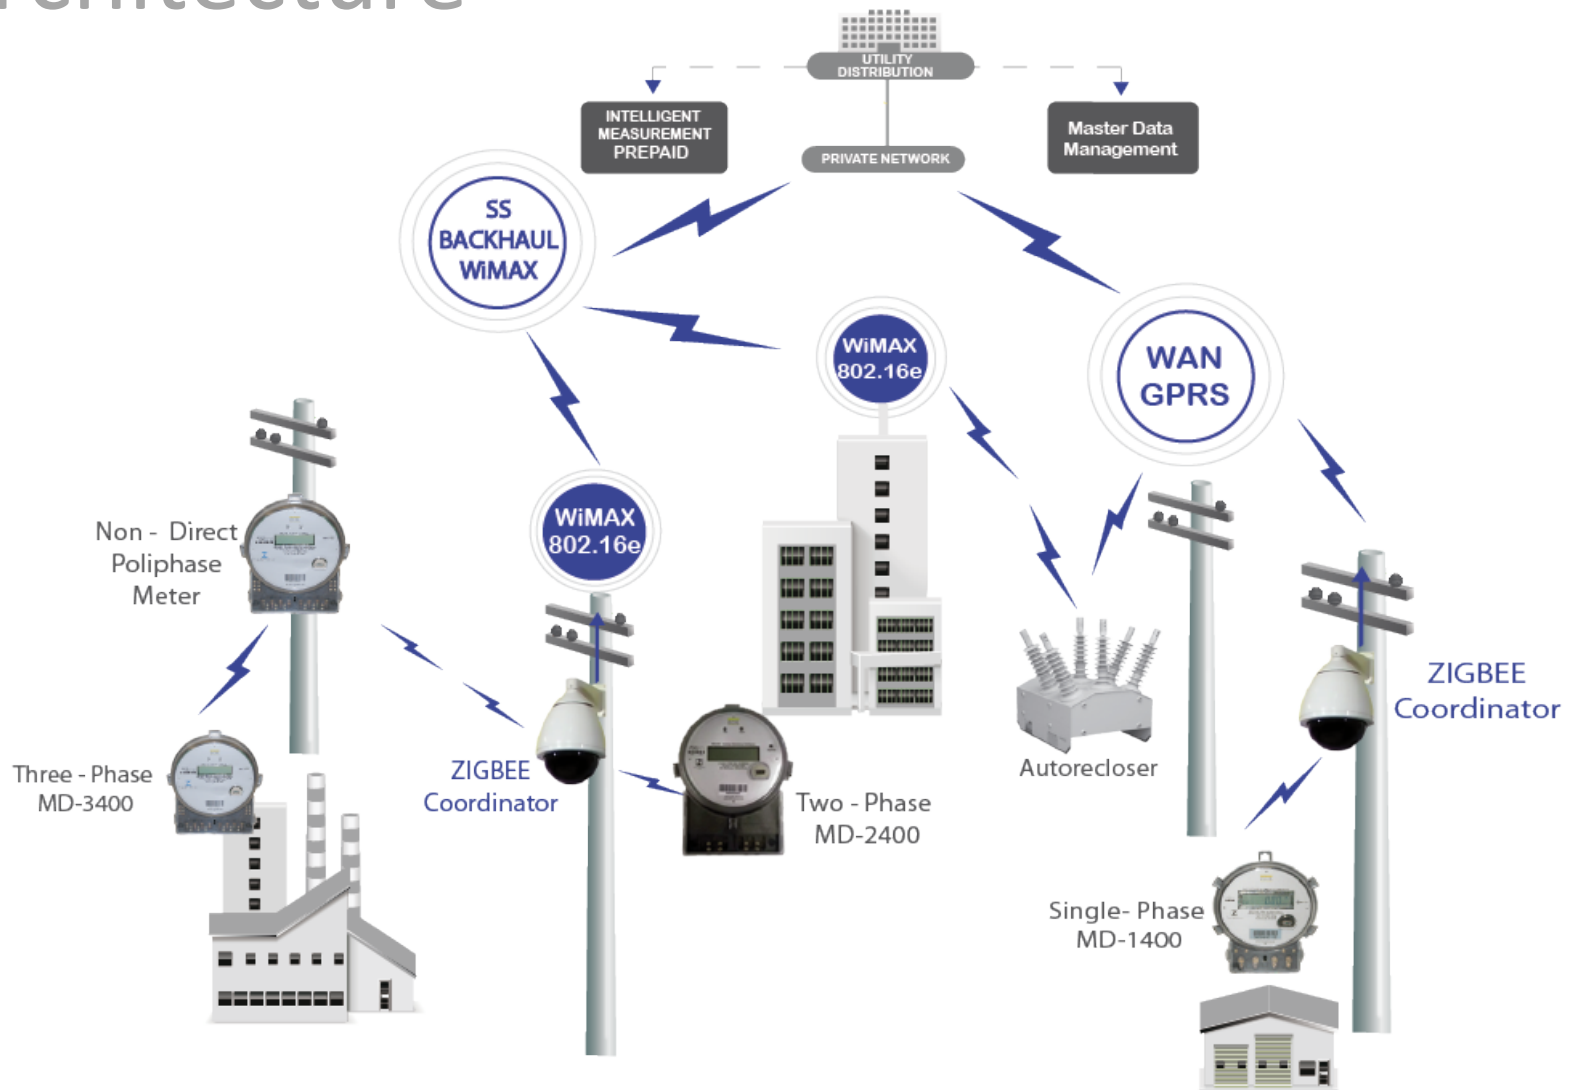 UTILITY
DISTRIBUTION
INTELLIGENT
MEASUREMENT
PREPAID
Master Data
Management
PRIVATE NETWORK
SS
BACKHAUL
WiMAX
WiMAX
802.16e
WAN
GPRS
WiMAX
802.16e
Non - Direct
Poliphase
Meter
ZIGBEE
Coordinator
Autorecloser
Three - Phase
MD-3400
ZIGBEE
Coordinator
Two - Phase
MD-2400
Single- Phase
MD-1400